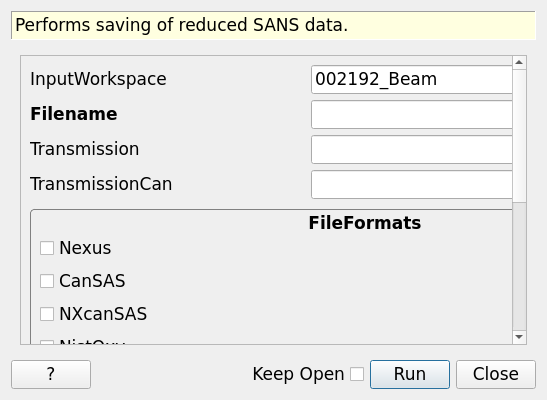 Performs saving of reduced SANS data.
InputWorkspace 002192_Beam
Filename
Transmission
TransmissionCan
FileFormats
Nexus
CanSAS
NXcanSAS
? Keep Open Run Close